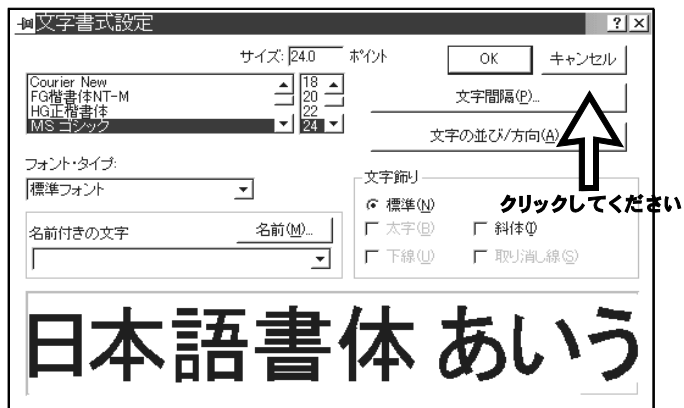 文字書式設定
サイズ: 24.0 ポイント
OK
キャンセル
Courier New
FG楷書体NT-M
HG正楷書体
MS ゴシック
18
20
22
24
文字間隔(P)...
文字の並び/方向(A)
クリックしてください
フォント・タイプ:
標準フォント
文字飾り
標準(N)
太字(B)
斜体(I)
下線(U)
取り消し線(S)
名前付きの文字
名前(M)...
日本語書体 あいう